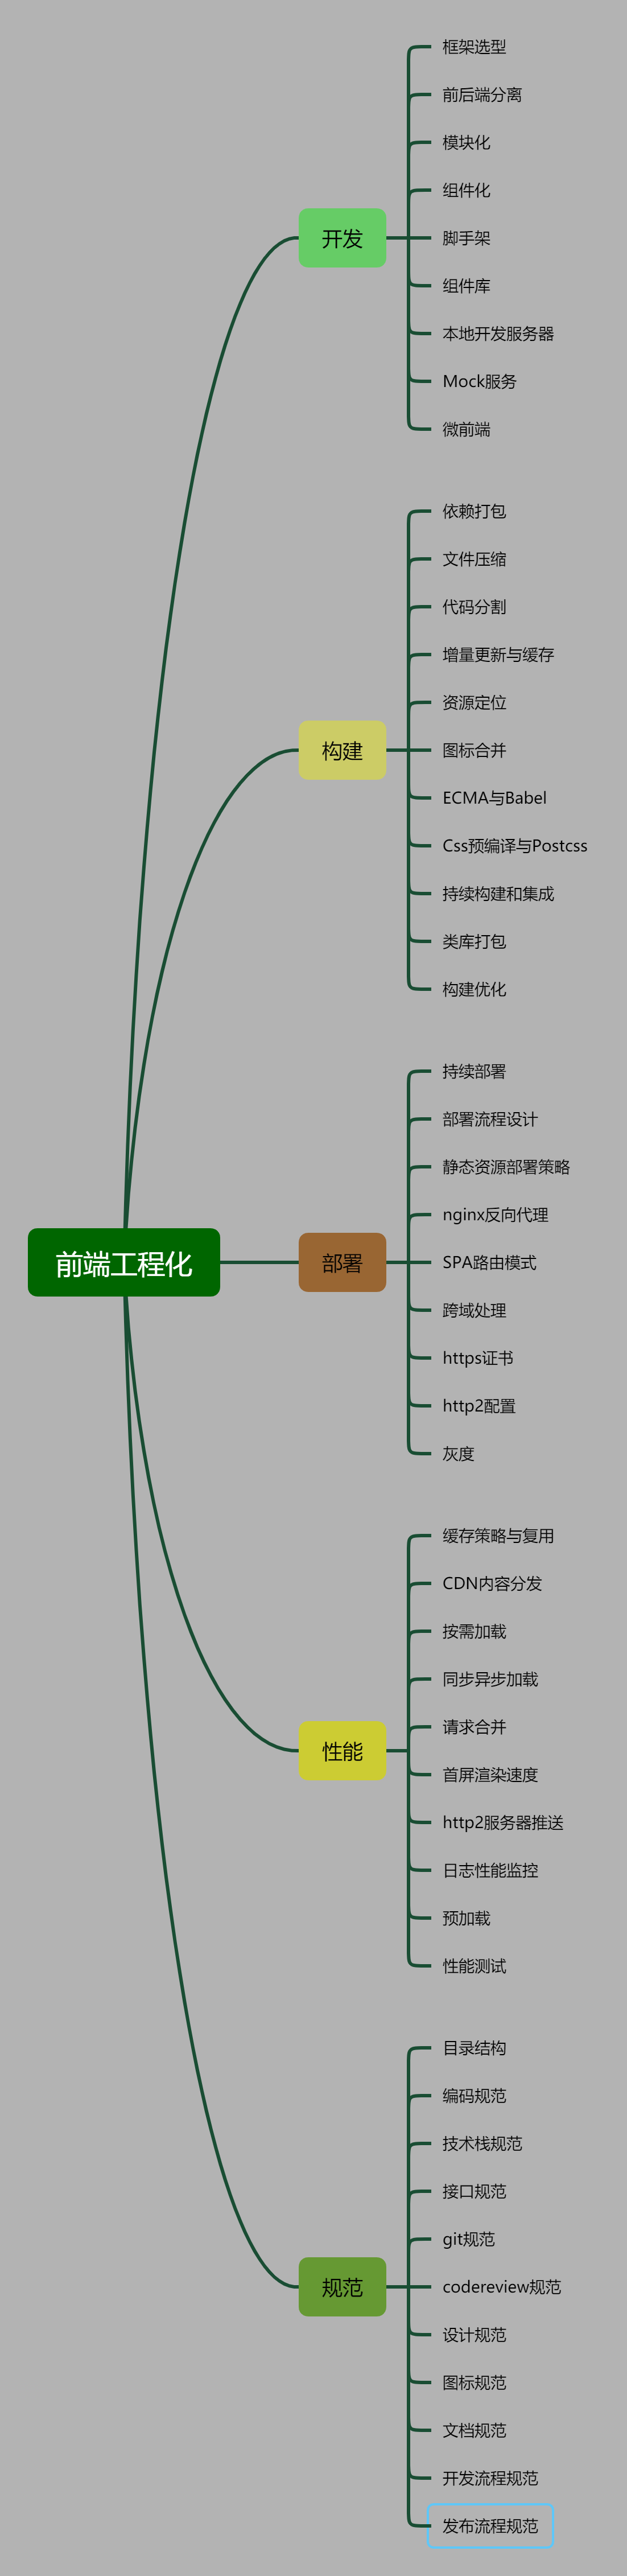 前端工程化
开发
框架选型
前后端分离
模块化
组件化
脚手架
组件库
本地开发服务器
Mock服务
微前端
构建
依赖打包
文件压缩
代码分割
增量更新与缓存
资源定位
图标合并
ECMA与Babel
Css预编译与Postcss
持续构建和集成
类库打包
构建优化
部署
持续部署
部署流程设计
静态资源部署策略
nginx反向代理
SPA路由模式
跨域处理
https证书
http2配置
灰度
性能
缓存策略与复用
CDN内容分发
按需加载
同步异步加载
请求合并
首屏渲染速度
http2服务器推送
日志性能监控
预加载
性能测试
规范
目录结构
编码规范
技术栈规范
接口规范
git规范
codereview规范
设计规范
图标规范
文档规范
开发流程规范
发布流程规范